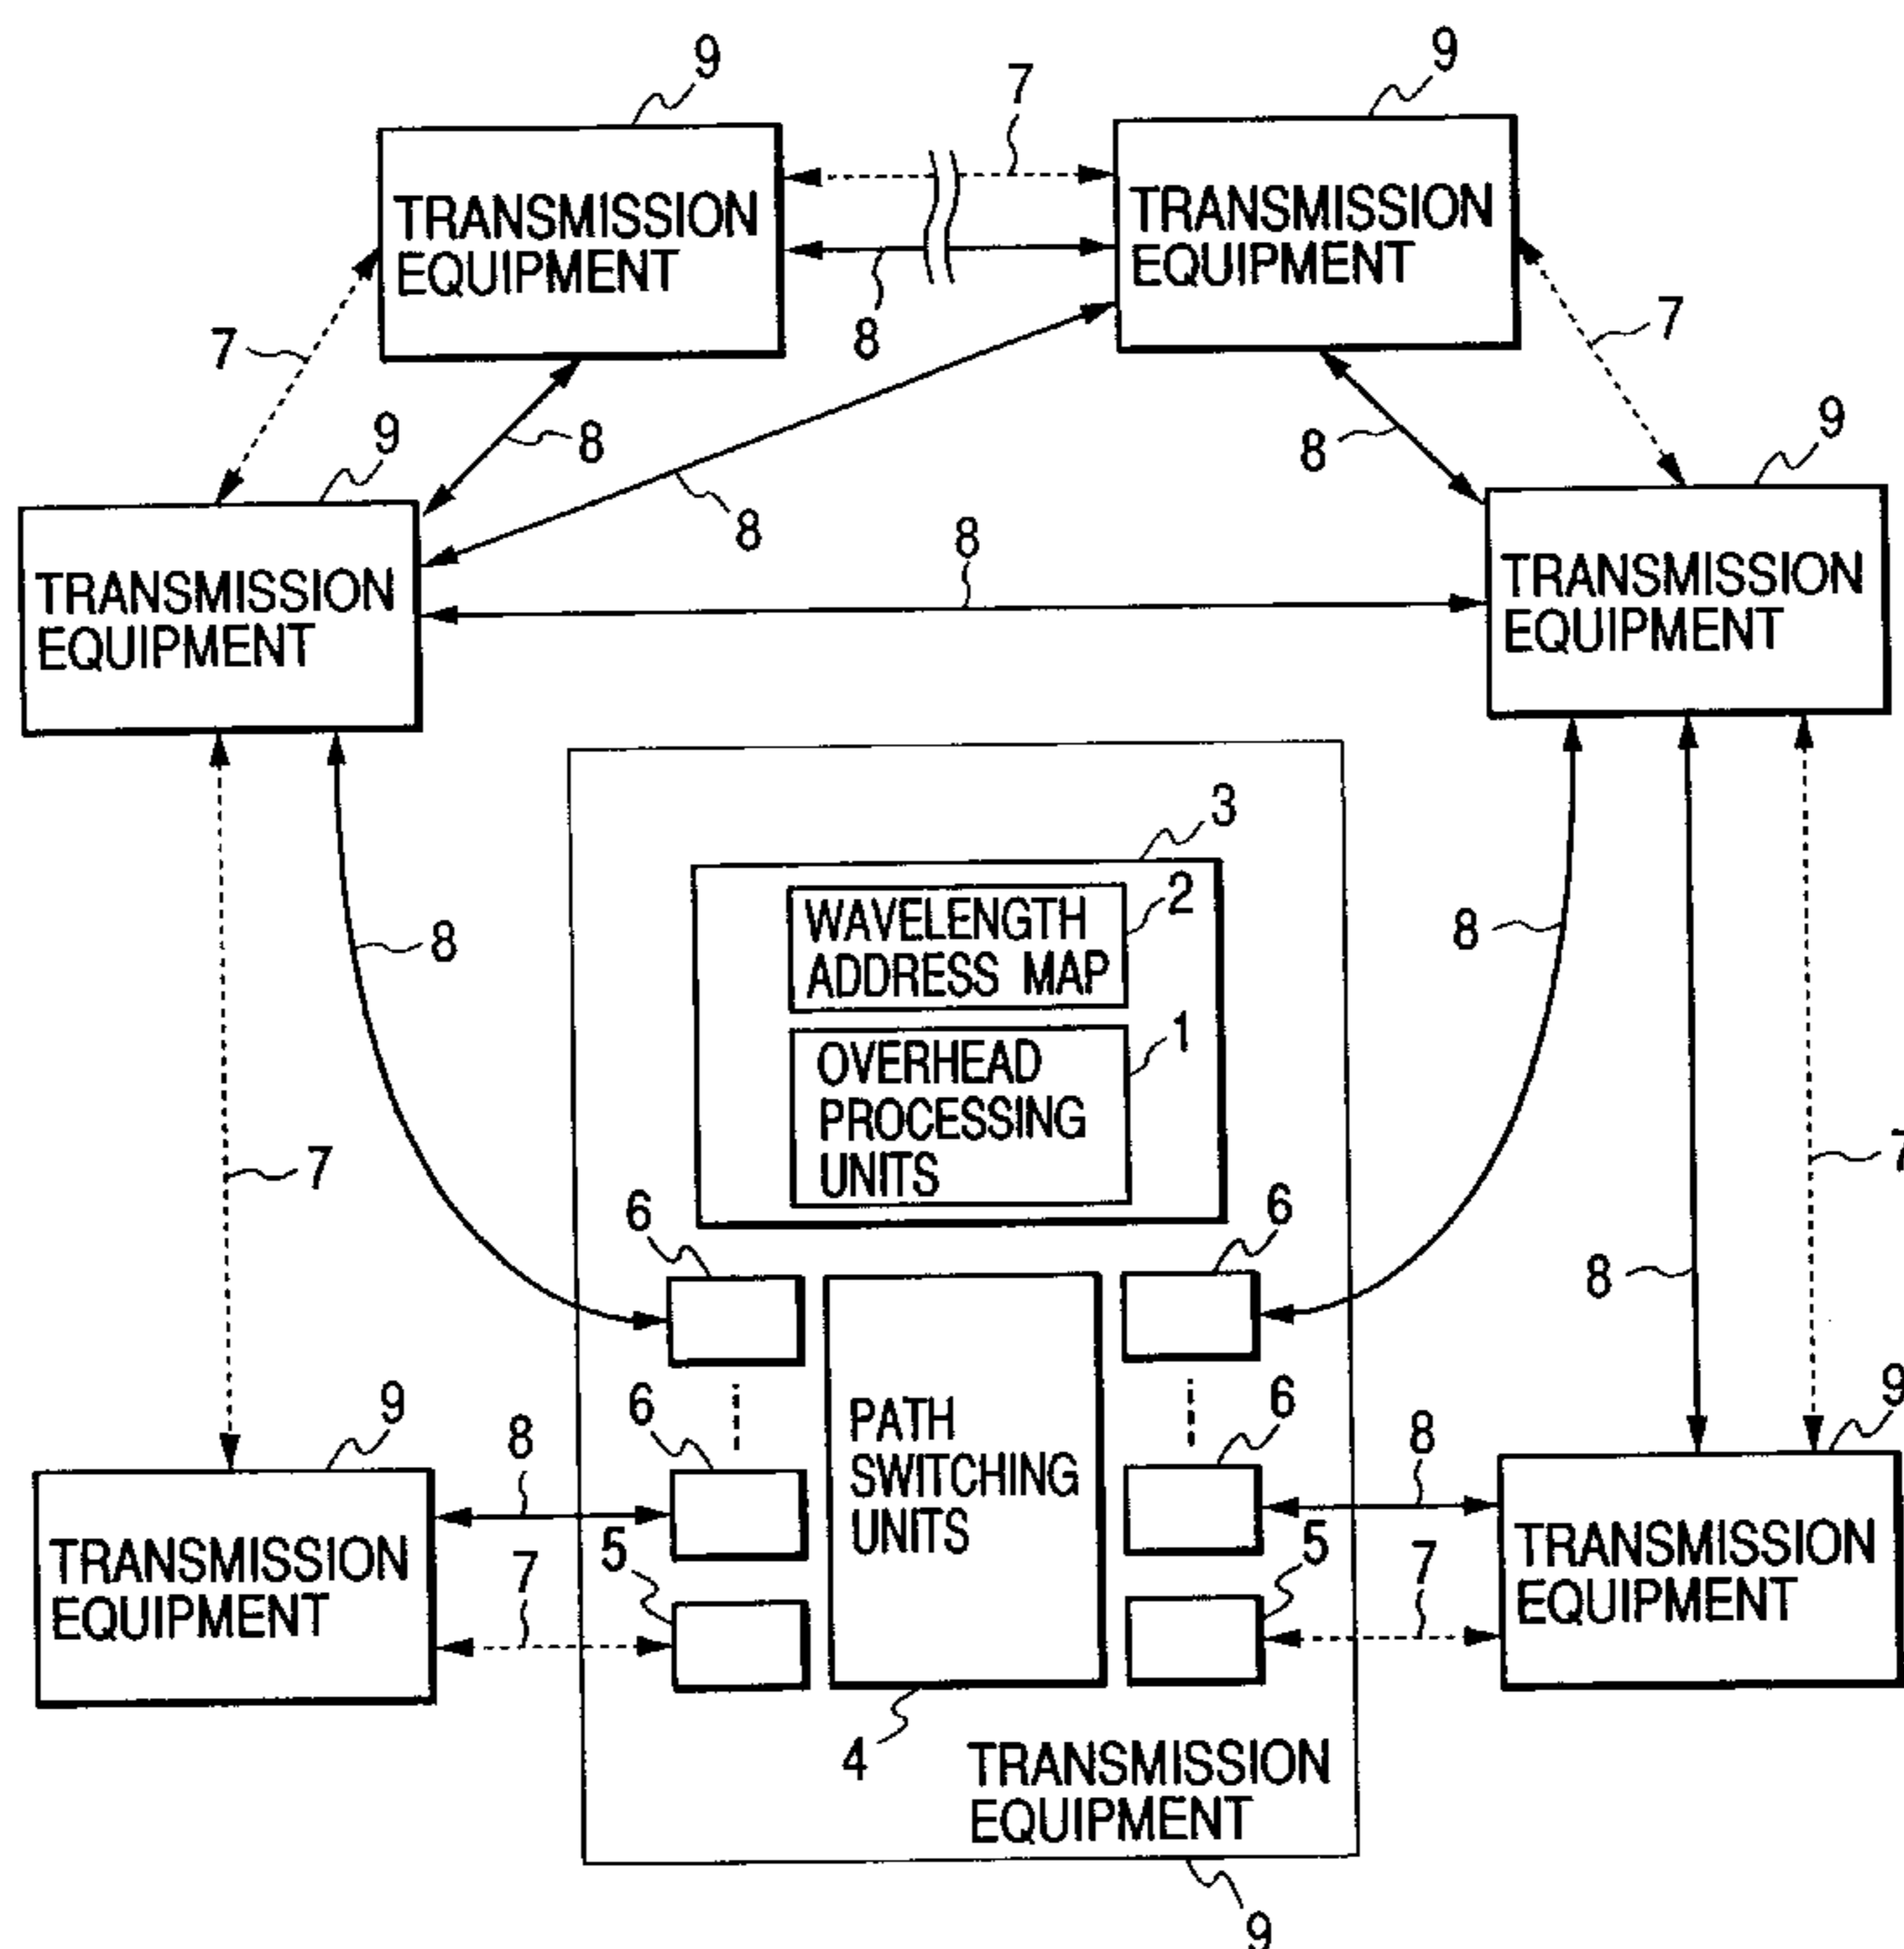 9
9
7
TRANSMISSION
EQUIPMENT
TRANSMISSION
EQUIPMENT
8
7
7
9
8
8
9
8
8
TRANSMISSION
EQUIPMENT
TRANSMISSION
EQUIPMENT
3
2
WAVELENGTH
ADDRESS MAP
8
8
1
OVERHEAD
PROCESSING
UNITS
7
7
6
6
8
9
8
6
PATH
SWITCHING
UNITS
6
8
9
TRANSMISSION
EQUIPMENT
7
5
5
7
TRANSMISSION
EQUIPMENT
4
TRANSMISSION
EQUIPMENT
9